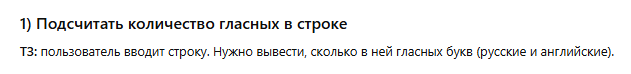 1) Подсчитать количество гласных в строке
ТЗ: пользователь вводит строку. Нужно вывести, сколько в ней гласных букв (русские и английские).